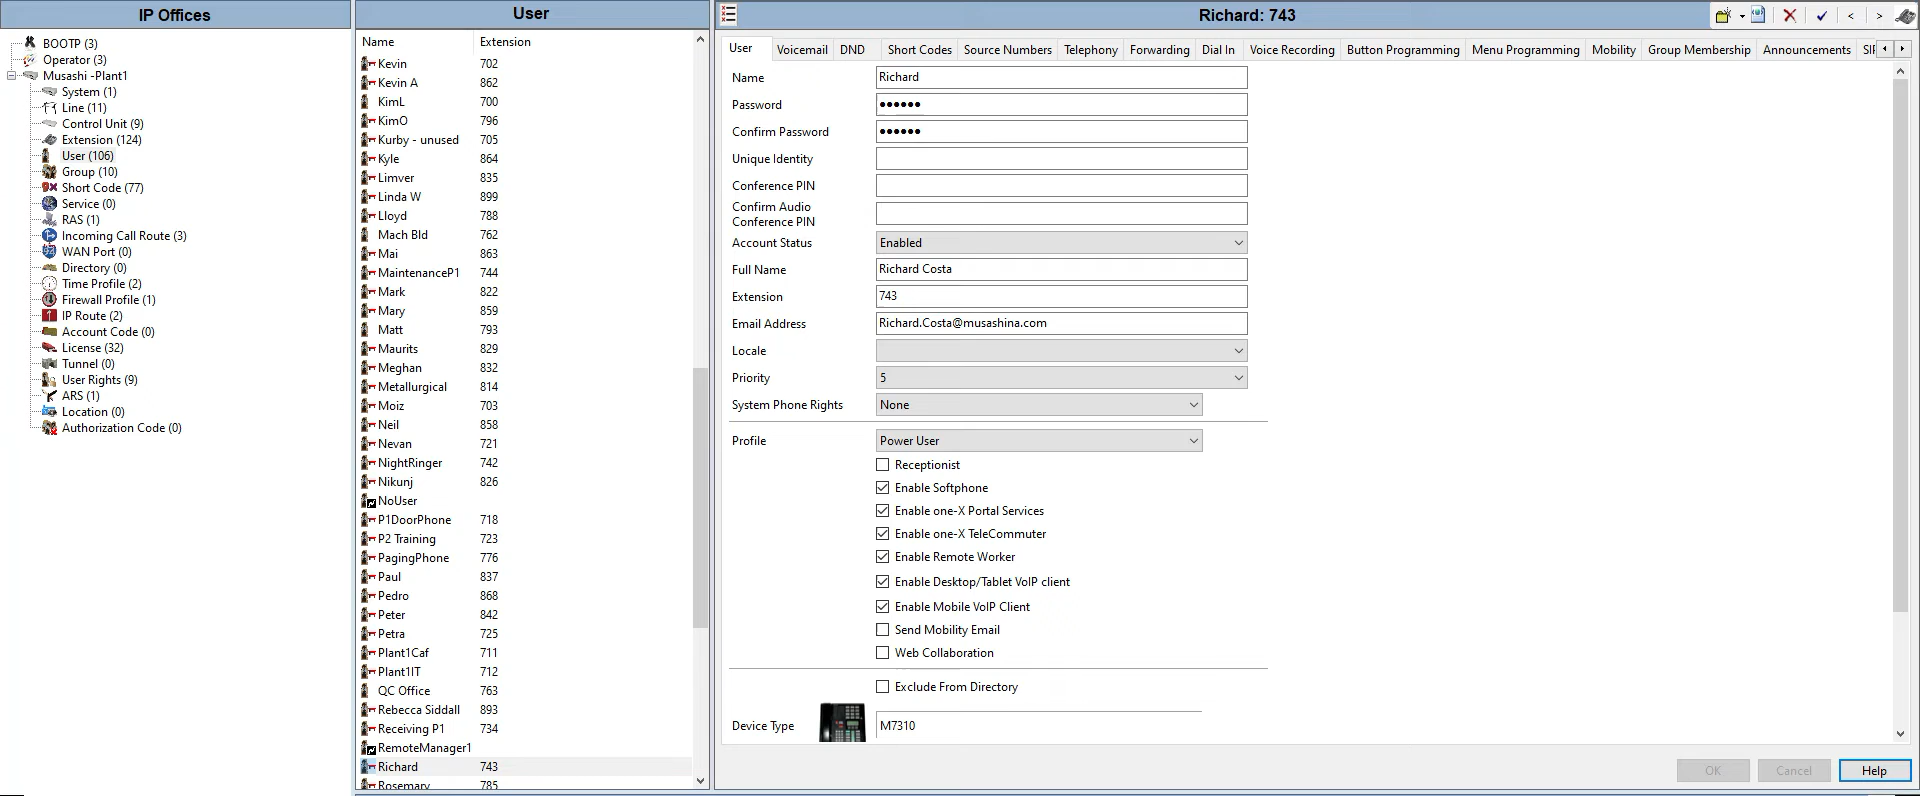 IP Offices
BOOTP (3)
Operator (3)
Musashi -Plant1
System (1)
Line (11)
Control Unit (9)
Extension (124)
User (106)
Group (10)
Short Code (77)
Service (0)
RAS (1)
Incoming Call Route (3)
WAN Port (0)
Directory (0)
Time Profile (2)
Firewall Profile (1)
IP Route (2)
Account Code (0)
License (32)
Tunnel (0)
User Rights (9)
ARS (1)
Location (0)
Authorization Code (0)
User
Name Extension
Kevin 702
Kevin A 862
KimL 700
KimO 796
Kurby - unused 705
Kyle 864
Limver 835
Linda W 899
Lloyd 788
Mach Bld 762
Mai 863
MaintenanceP1 744
Mark 822
Mary 859
Matt 793
Maurits 829
Meghan 832
Metallurgical 814
Moiz 703
Neil 858
Nevan 721
NightRinger 742
Nikunj 826
NoUser
P1DoorPhone 718
P2 Training 723
PagingPhone 776
Paul 837
Pedro 868
Peter 842
Petra 725
Plant1Caf 711
Plant1IT 712
QC Office 763
Rebecca Siddall 893
Receiving P1 734
RemoteManager1
Richard 743
Rosemary 785
Richard: 743
User Voicemail DND Short Codes Source Numbers Telephony Forwarding Dial In Voice Recording Button Programming Menu Programming Mobility Group Membership Announcements SIP
Name Richard
Password ●●●●●●
Confirm Password ●●●●●●
Unique Identity
Conference PIN
Confirm Audio
Conference PIN
Account Status Enabled
Full Name Richard Costa
Extension 743
Email Address Richard.Costa@musashina.com
Locale
Priority 5
System Phone Rights None
Profile Power User
Receptionist
Enable Softphone
Enable one-X Portal Services
Enable one-X TeleCommuter
Enable Remote Worker
Enable Desktop/Tablet VoIP client
Enable Mobile VoIP Client
Send Mobility Email
Web Collaboration
Exclude From Directory
Device Type M7310
OK Cancel Help